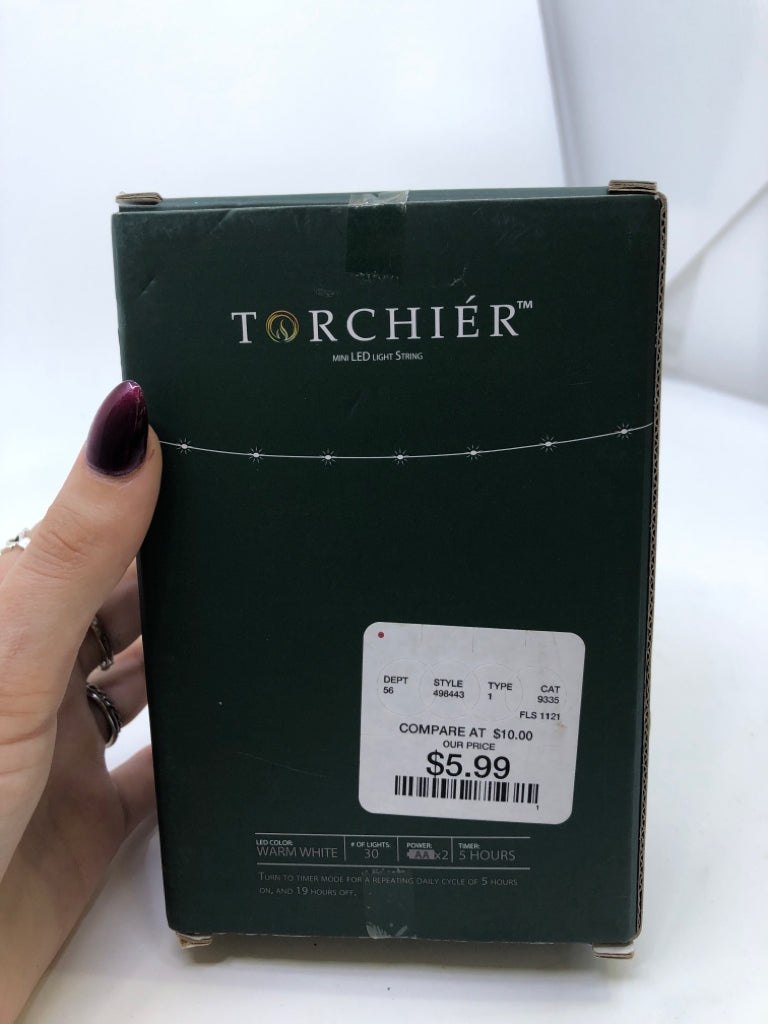 TORCHIÉR™
MINI LED LIGHT STRING
DEPT STYLE TYPE CAT
56 498443 1 9335
FLS 1121
COMPARE AT $10.00
OUR PRICE
$5.99
1
LED COLOR: # OF LIGHTS: POWER: TIMER:
WARM WHITE 30 AA x2 5 HOURS
TURN TO TIMER MODE FOR A REPEATING DAILY CYCLE OF 5 HOURS
ON, AND 19 HOURS OFF.